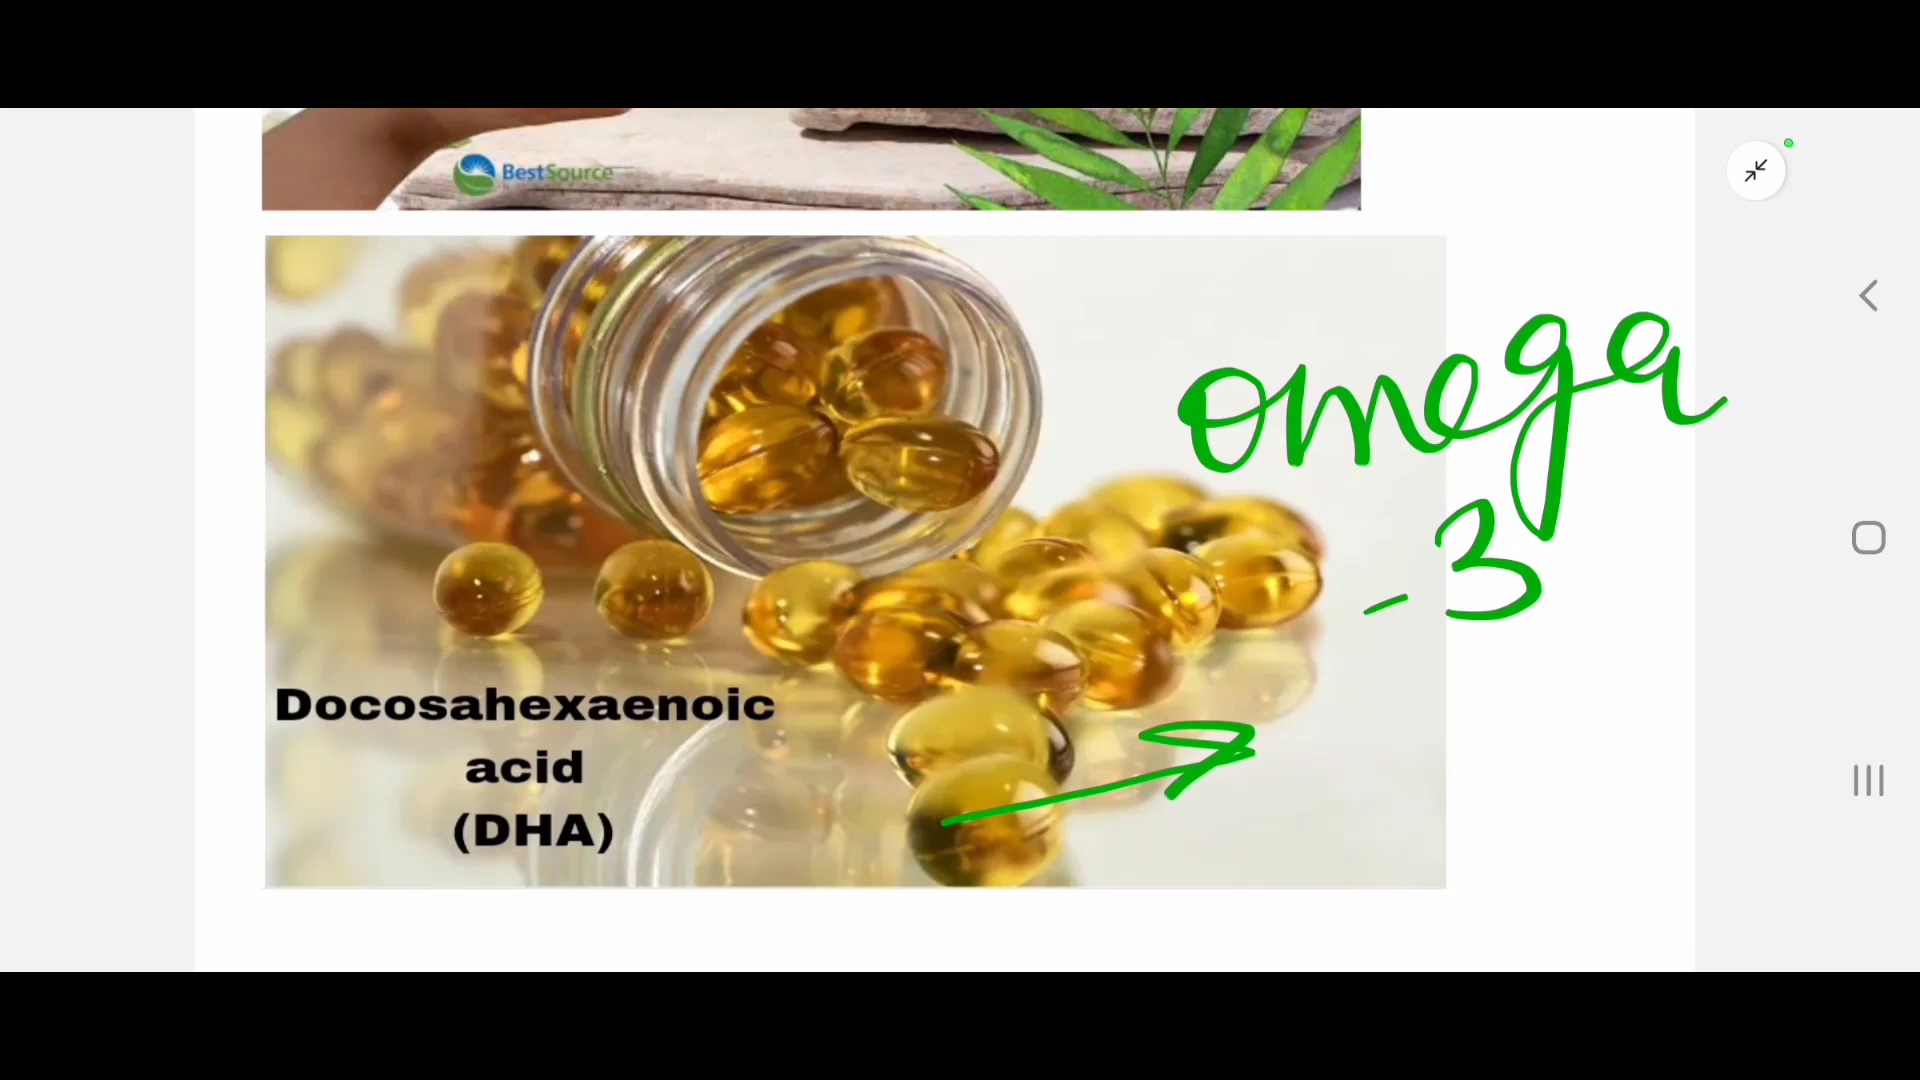 BestSource
omega
-3
Docosahexaenoic
acid
(DHA)